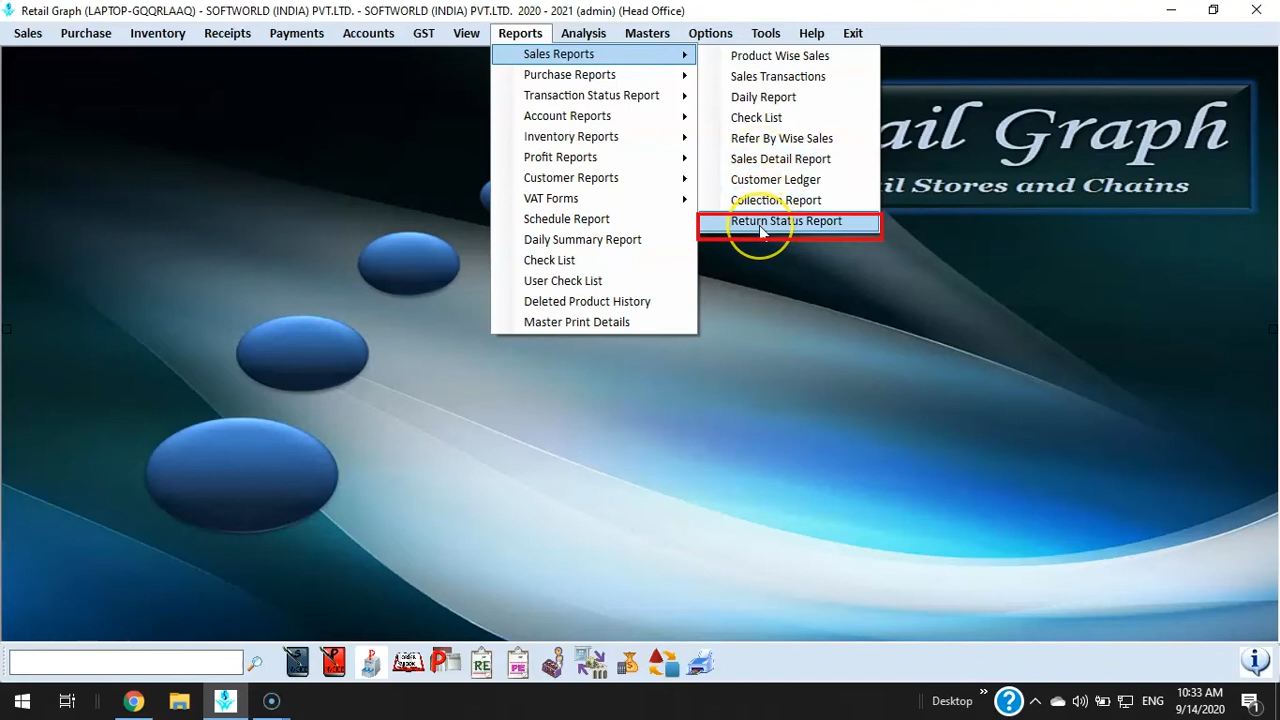 Retail Graph (LAPTOP-GQQRLAAQ) - SOFTWORLD (INDIA) PVT.LTD. - SOFTWORLD (INDIA) PVT.LTD.  2020 - 2021 (admin) (Head Office)
Sales Purchase Inventory Receipts Payments Accounts GST View Reports Analysis Masters Options Tools Help Exit
Sales Reports
Purchase Reports
Transaction Status Report
Account Reports
Inventory Reports
Profit Reports
Customer Reports
VAT Forms
Schedule Report
Daily Summary Report
Check List
User Check List
Deleted Product History
Master Print Details
Product Wise Sales
Sales Transactions
Daily Report
Check List
Refer By Wise Sales
Sales Detail Report
Customer Ledger
Collection Report
Return Status Report
ail Graph
ail Stores and Chains
Desktop
ENG
10:33 AM
9/14/2020